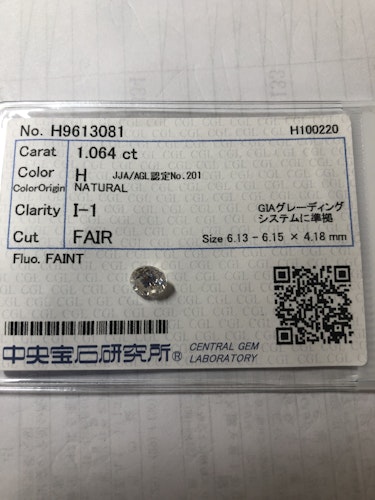 No. H9613081 H100220
Carat 1.064 ct
Color H JJA/AGL認定No.201
ColorOrigin NATURAL
Clarity I-1 GIAグレーディング
システムに準拠
Cut FAIR Size 6.13 - 6.15 × 4.18 mm
Fluo. FAINT
中央宝石研究所® CENTRAL GEM
LABORATORY